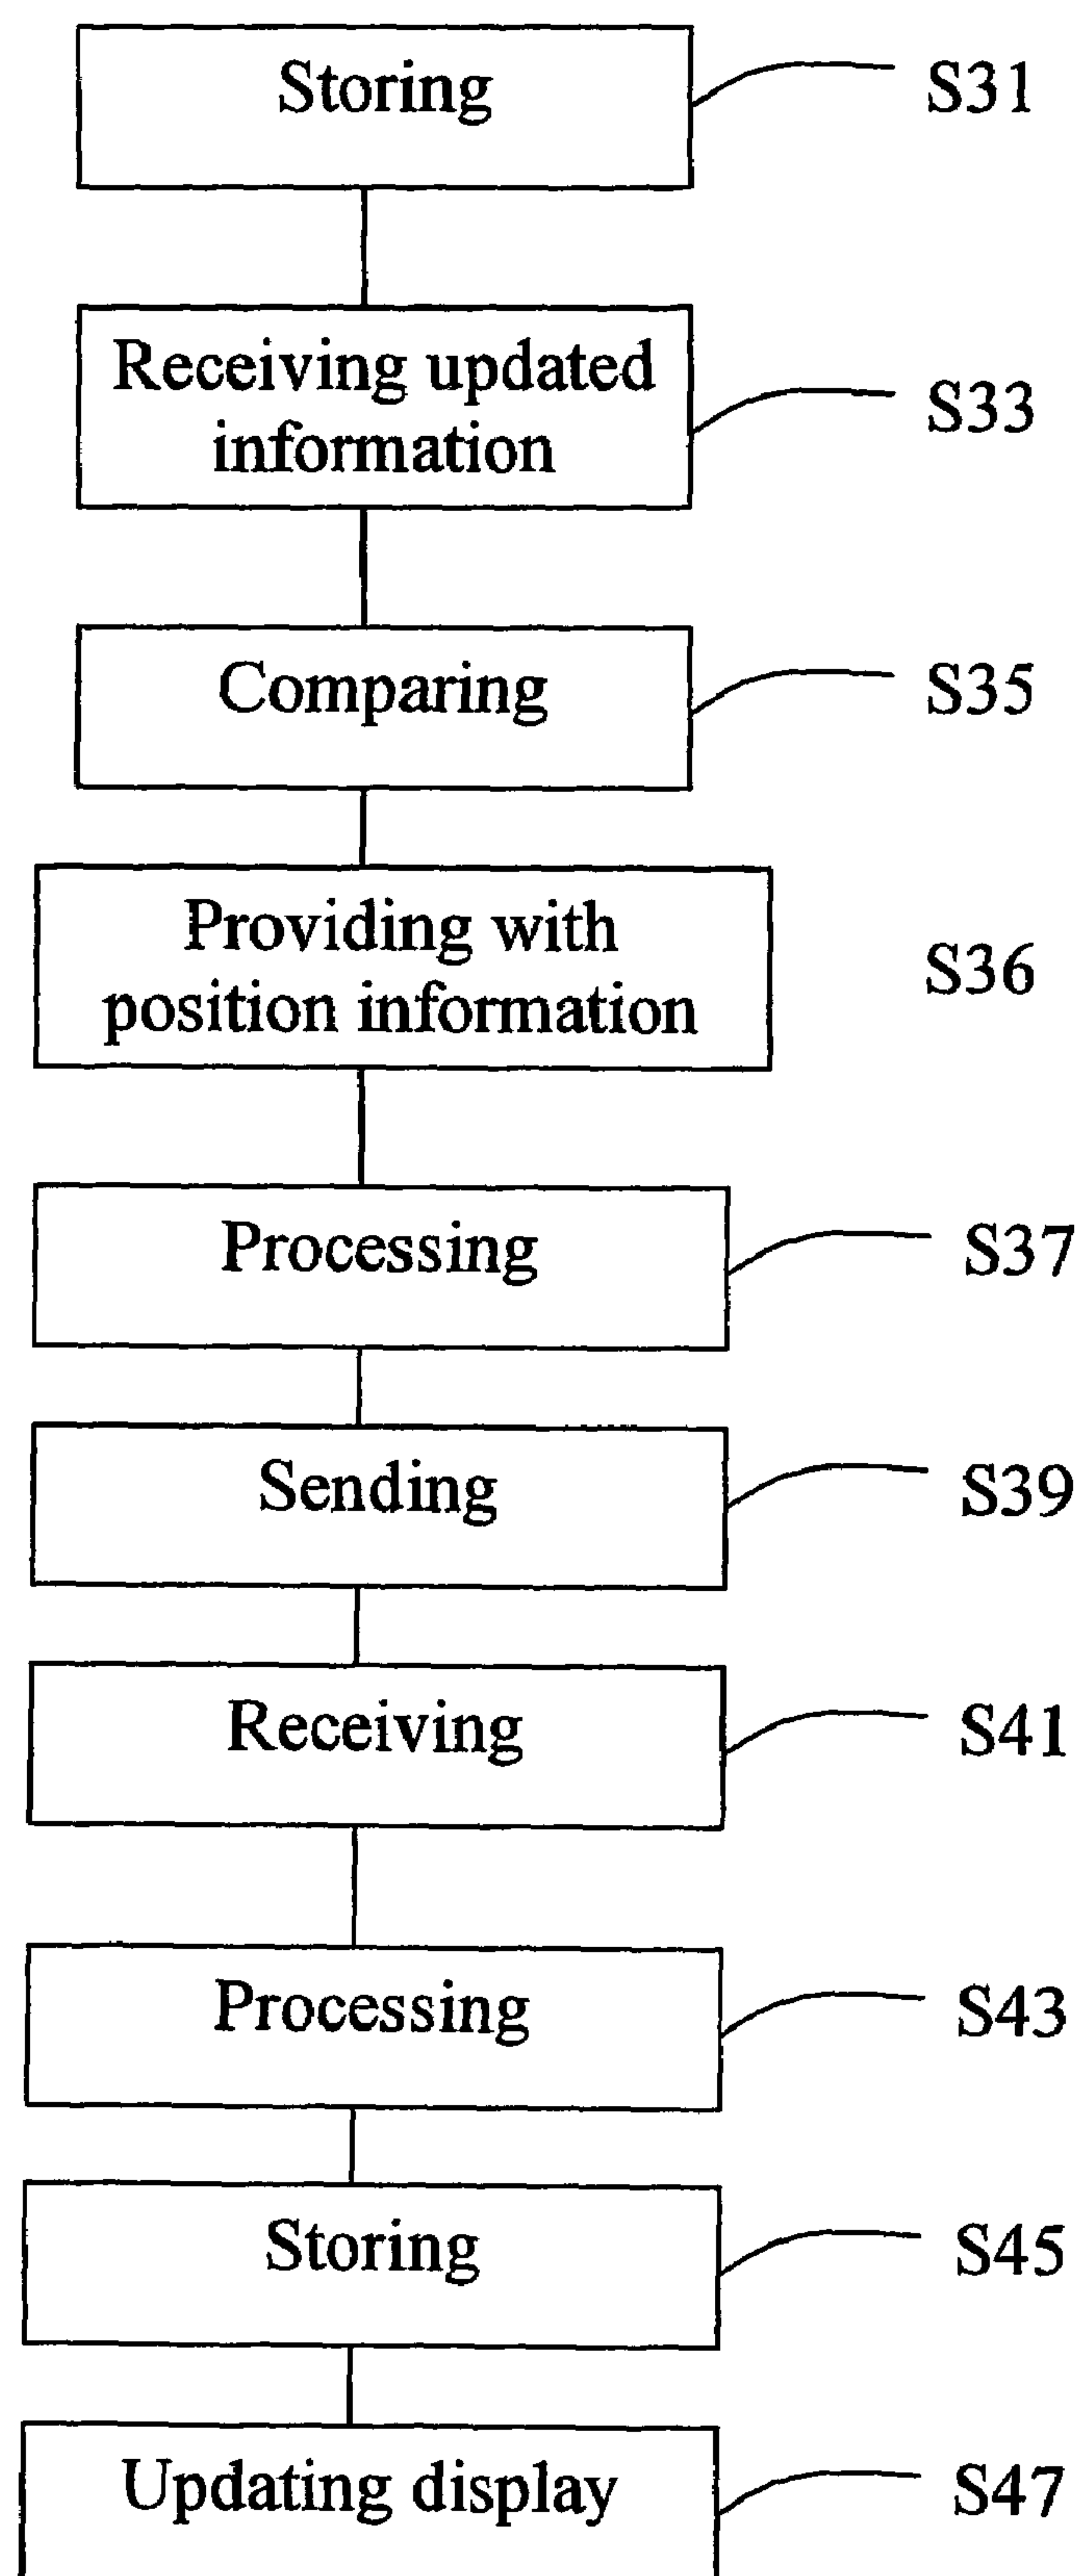 Storing
S31
Receiving updated
information
S33
Comparing
S35
Providing with
position information
S36
Processing
S37
Sending
S39
Receiving
S41
Processing
S43
Storing
S45
Updating display
S47